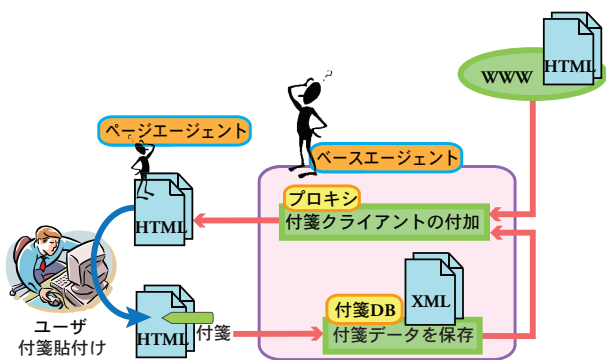 WWW
HTML
ページエージェント
ベースエージェント
プロキシ
付箋クライアントの付加
HTML
XML
付箋DB
付箋データを保存
ユーザ
付箋貼付け
HTML
付箋
?
?